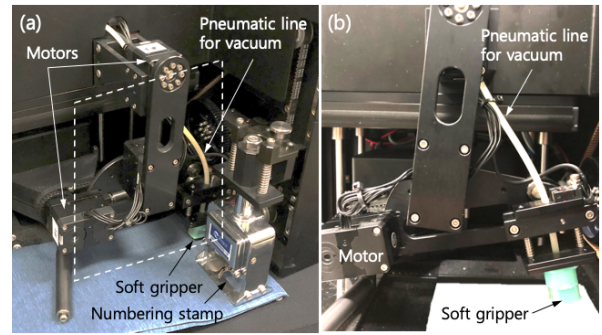 (a)
Motors
Pneumatic line
for vacuum
Soft gripper
Numbering stamp
(b)
Pneumatic line
for vacuum
Motor
Soft gripper